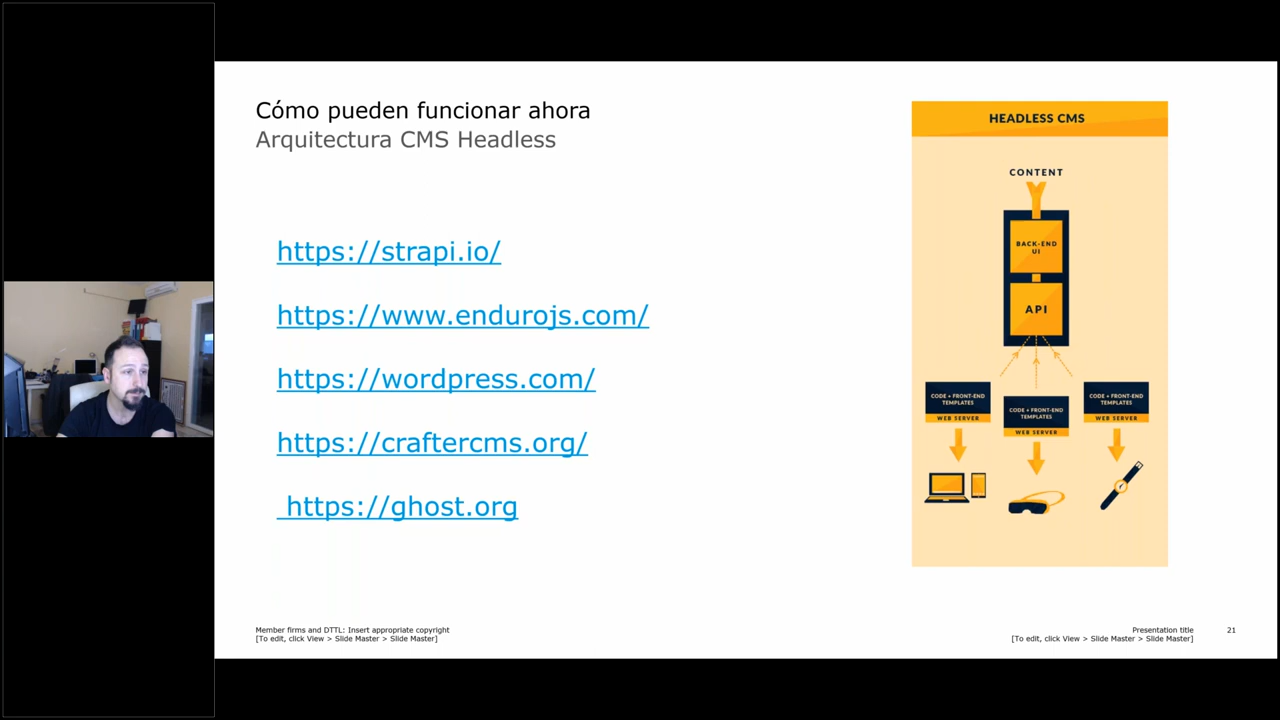 Cómo pueden funcionar ahora
Arquitectura CMS Headless
https://strapi.io/
https://www.endurojs.com/
https://wordpress.com/
https://craftercms.org/
https://ghost.org
HEADLESS CMS
CONTENT
BACK-END
UI
API
CODE + FRONT-END
TEMPLATES
WEB SERVER
CODE + FRONT-END
TEMPLATES
WEB SERVER
CODE + FRONT-END
TEMPLATES
WEB SERVER
Member firms and DTTL: Insert appropriate copyright
[To edit, click View > Slide Master > Slide Master]
Presentation title
[To edit, click View > Slide Master > Slide Master]
21